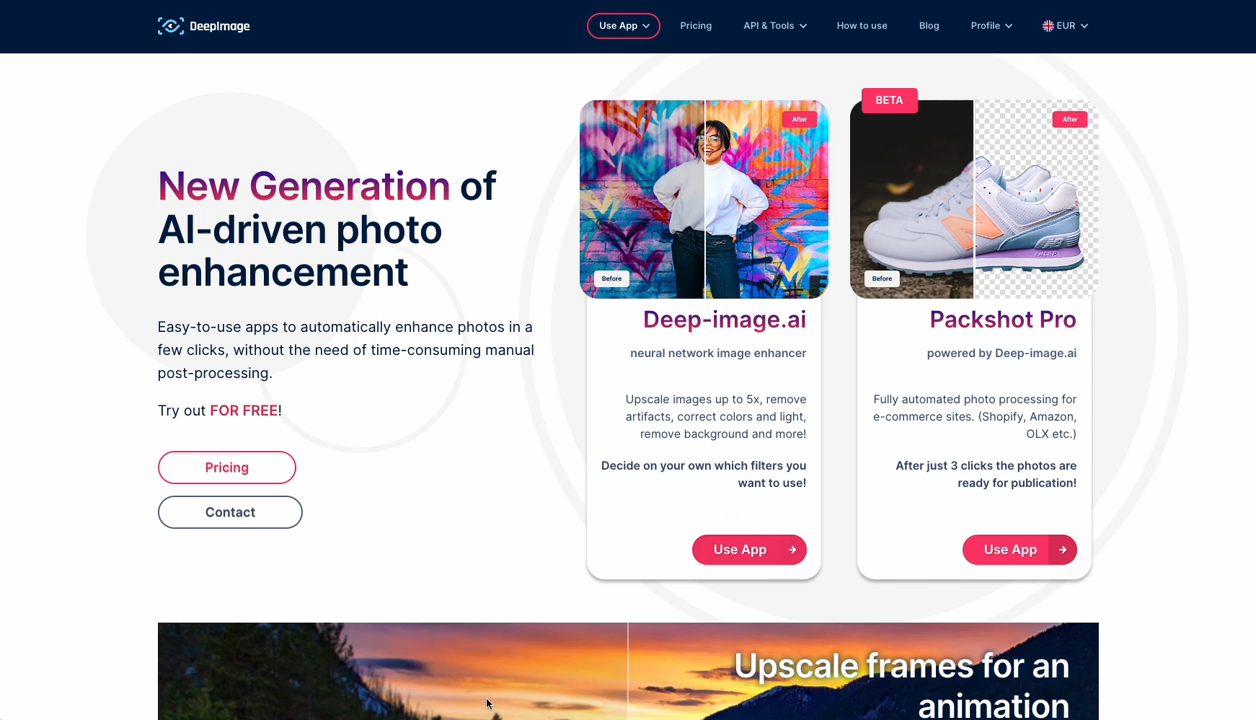 DeepImage
Use App
Pricing
API & Tools
How to use
Blog
Profile
EUR
New Generation of
AI-driven photo
enhancement
Easy-to-use apps to automatically enhance photos in a
few clicks, without the need of time-consuming manual
post-processing.
Try out FOR FREE!
Pricing
Contact
After
Before
Deep-image.ai
neural network image enhancer
Upscale images up to 5x, remove
artifacts, correct colors and light,
remove background and more!
Decide on your own which filters you
want to use!
Use App
BETA
After
Before
Packshot Pro
powered by Deep-image.ai
Fully automated photo processing for
e-commerce sites. (Shopify, Amazon,
OLX etc.)
After just 3 clicks the photos are
ready for publication!
Use App
Upscale frames for an
animation